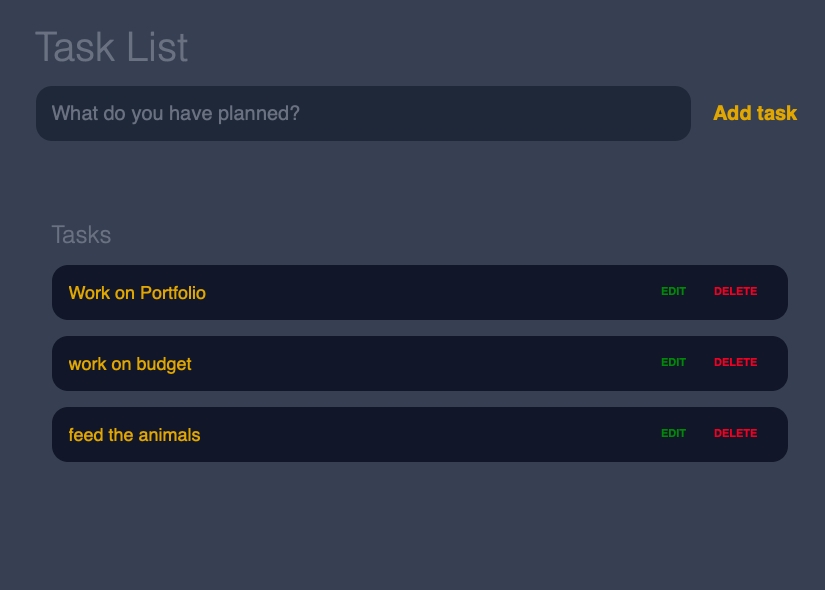 Task List
What do you have planned?
Add task
Tasks
Work on Portfolio EDIT DELETE
work on budget EDIT DELETE
feed the animals EDIT DELETE